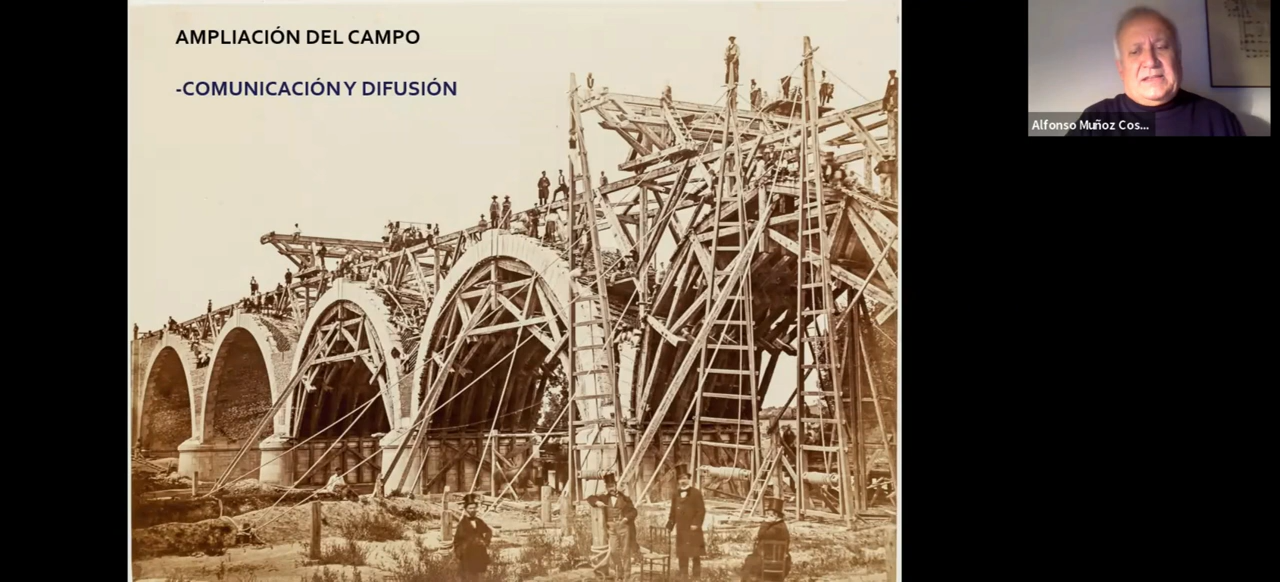 AMPLIACIÓN DEL CAMPO
-COMUNICACIÓN Y DIFUSIÓN
Alfonso Muñoz Cos...